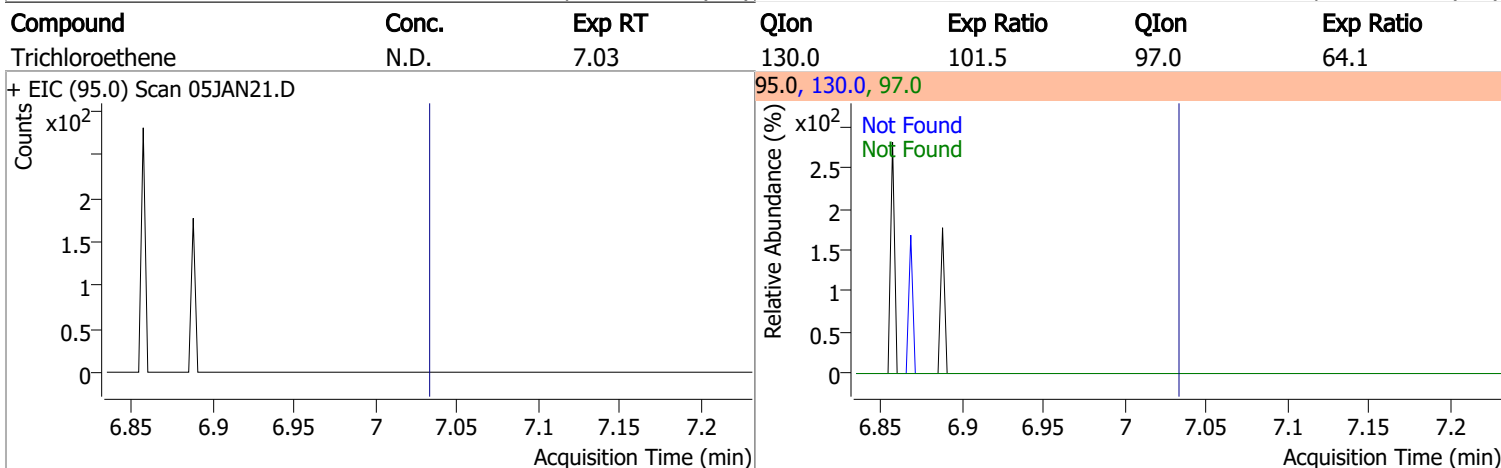 Compound Conc. Exp RT QIon Exp Ratio QIon Exp Ratio
Trichloroethene N.D. 7.03 130.0 101.5 97.0 64.1
+ EIC (95.0) Scan 05JAN21.D
Counts
x10²
2
1.5
1
0.5
0
6.85 6.9 6.95 7 7.05 7.1 7.15 7.2
Acquisition Time (min)
95.0, 130.0, 97.0
Relative Abundance (%)
x10²
Not Found
Not Found
2.5
2
1.5
1
0.5
0
6.85 6.9 6.95 7 7.05 7.1 7.15 7.2
Acquisition Time (min)